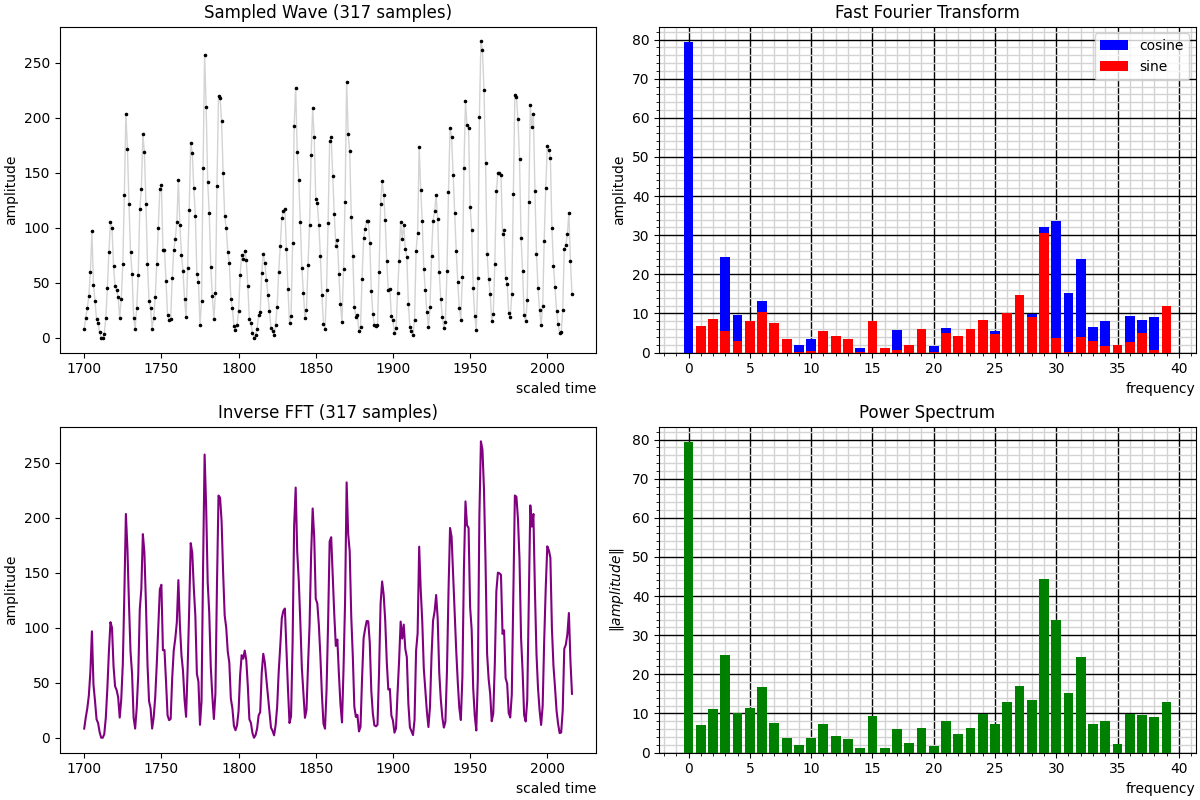 Sampled Wave (317 samples)
amplitude
250
200
150
100
50
0
1700 1750 1800 1850 1900 1950 2000
scaled time
Fast Fourier Transform
amplitude
80
70
60
50
40
30
20
10
0
cosine
sine
0 5 10 15 20 25 30 35 40
frequency
Inverse FFT (317 samples)
amplitude
250
200
150
100
50
0
1700 1750 1800 1850 1900 1950 2000
scaled time
Power Spectrum
‖amplitude‖
80
70
60
50
40
30
20
10
0
0 5 10 15 20 25 30 35 40
frequency